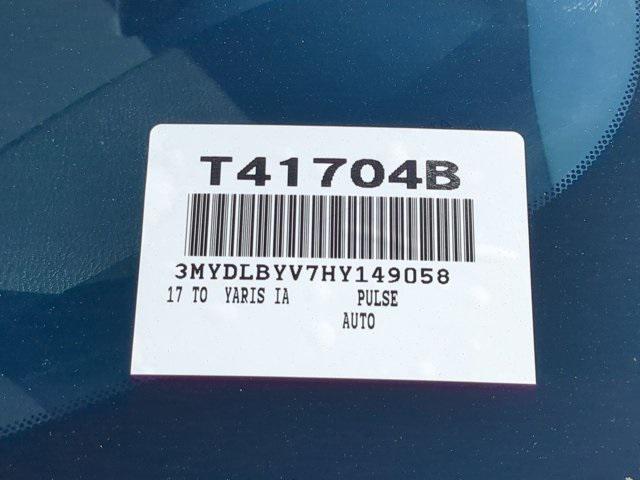 T41704B
3MYDLBYV7HY149058
17 TO YARIS IA PULSE
AUTO